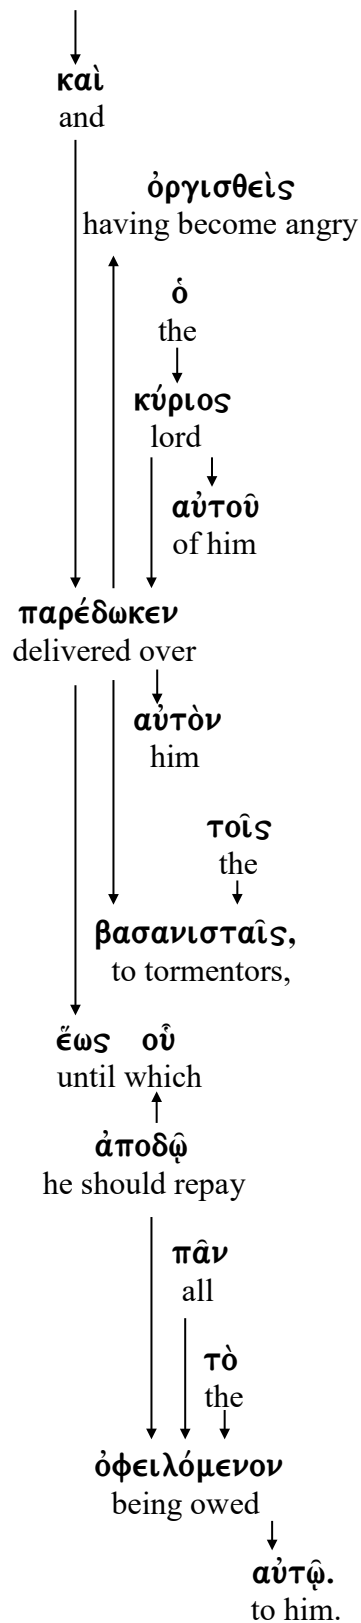 καὶ
and
ὀργισθεὶς
having become angry
ὁ
the
κύριος
lord
αὐτοῦ
of him
παρέδωκεν
delivered over
αὐτὸν
him
τοῖς
the
βασανισταῖς,
to tormentors,
ἕως οὗ
until which
ἀποδῷ
he should repay
πᾶν
all
τὸ
the
ὀφειλόμενον
being owed
αὐτῷ.
to him.